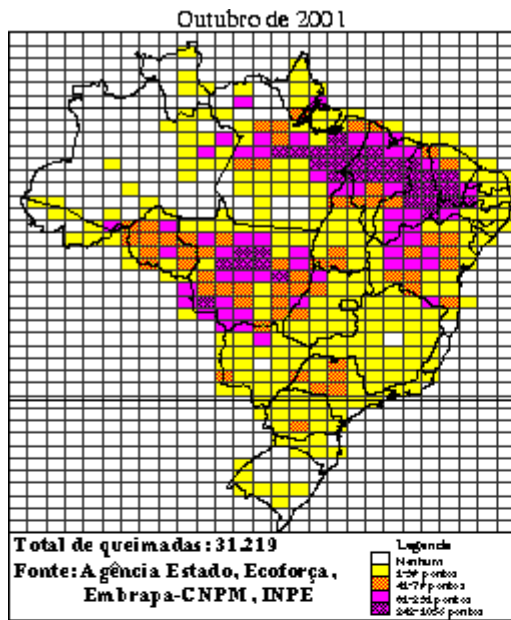 Outubro de 2001
Total de queimadas: 31.219
Fonte: Agência Estado, Ecoforça,
Embrapa-CNPM, INPE
Legenda
Nenhum
pontos
pontos
pontos
pontos